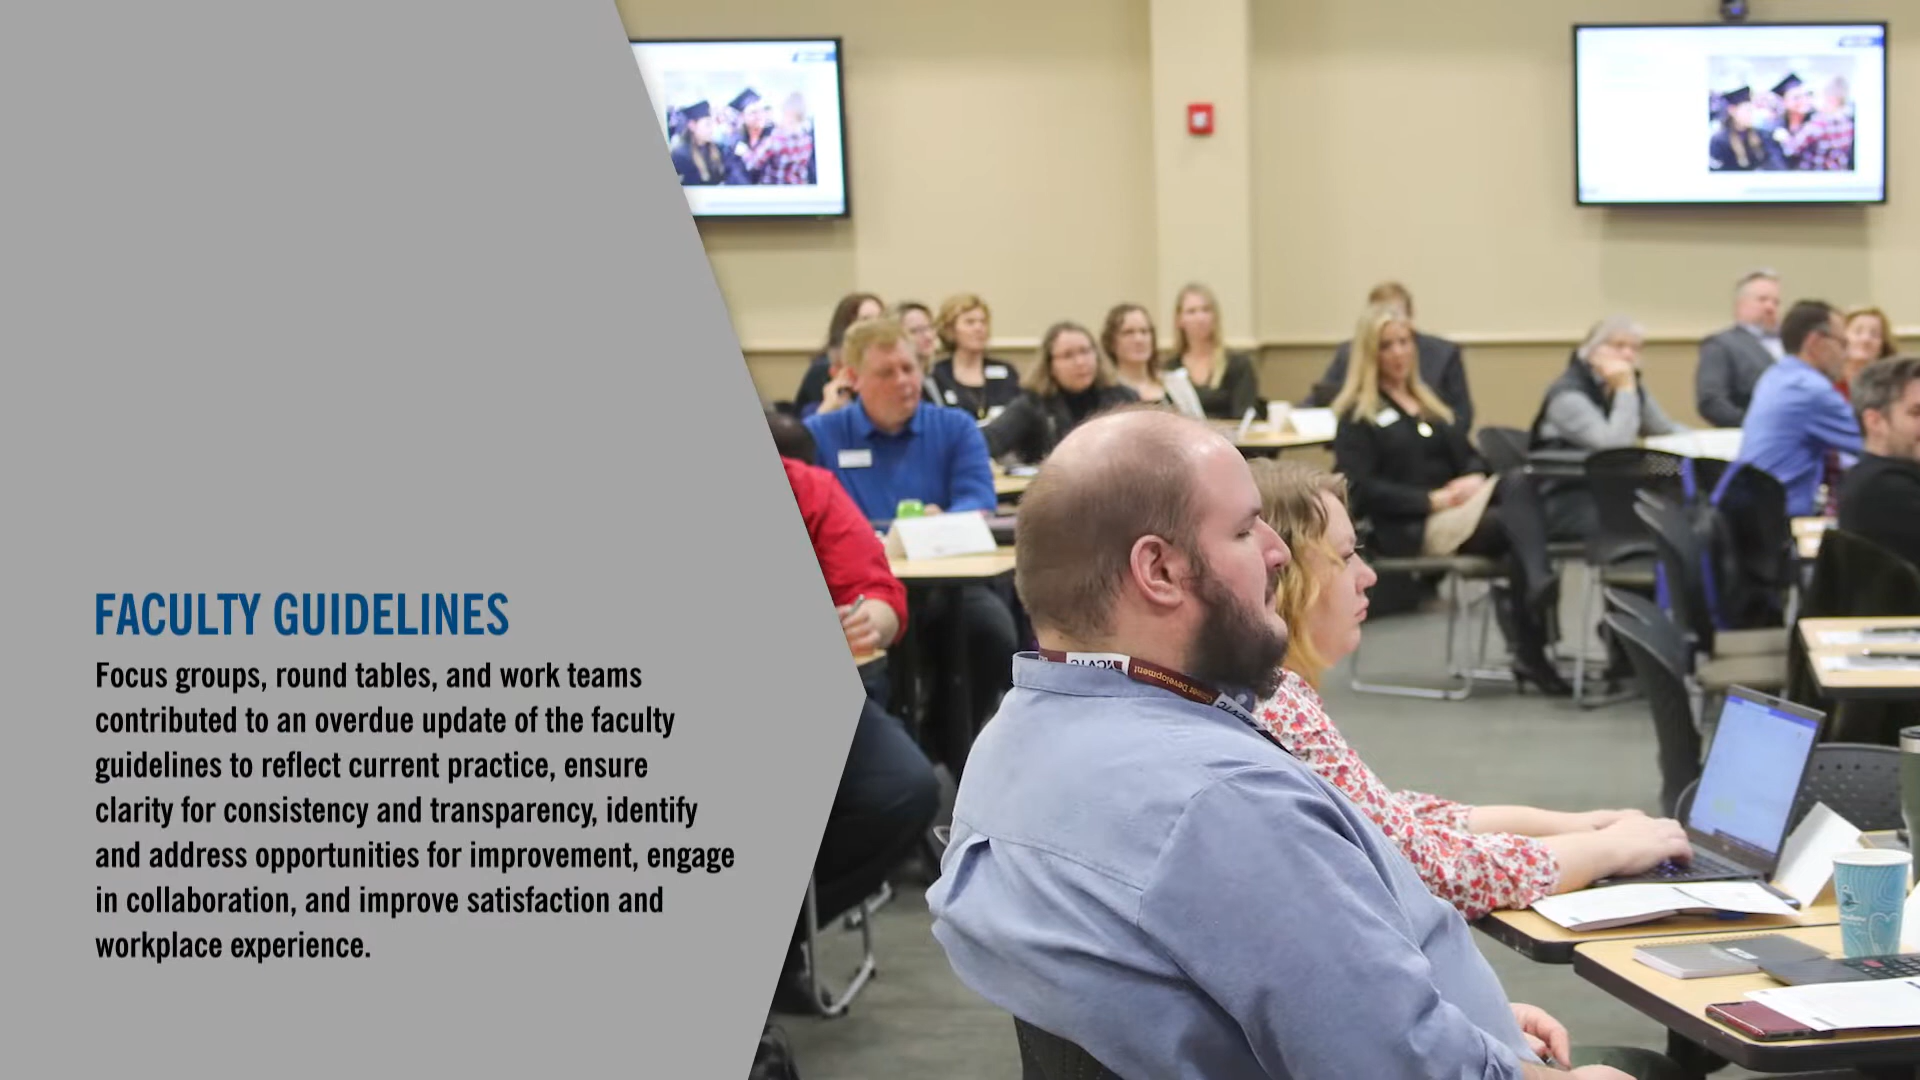 FACULTY GUIDELINES
Focus groups, round tables, and work teams
contributed to an overdue update of the faculty
guidelines to reflect current practice, ensure
clarity for consistency and transparency, identify
and address opportunities for improvement, engage
in collaboration, and improve satisfaction and
workplace experience.